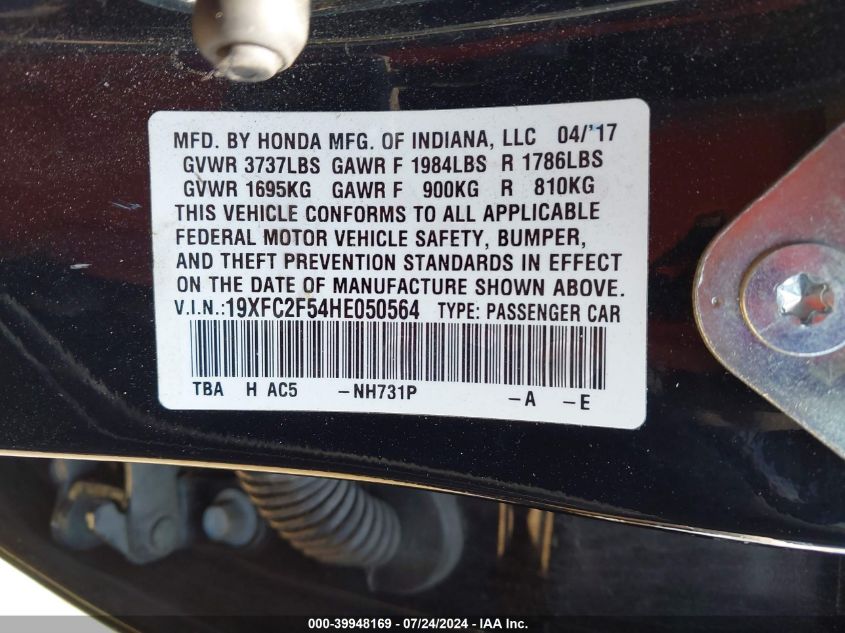 MFD. BY HONDA MFG. OF INDIANA, LLC 04/'17
GVWR 3737LBS GAWR F 1984LBS R 1786LBS
GVWR 1695KG GAWR F 900KG R 810KG
THIS VEHICLE CONFORMS TO ALL APPLICABLE
FEDERAL MOTOR VEHICLE SAFETY, BUMPER,
AND THEFT PREVENTION STANDARDS IN EFFECT
ON THE DATE OF MANUFACTURE SHOWN ABOVE.
V.I.N.:19XFC2F54HE050564 TYPE: PASSENGER CAR
TBA H AC5 -NH731P -A -E
000-39948169 - 07/24/2024 - IAA Inc.